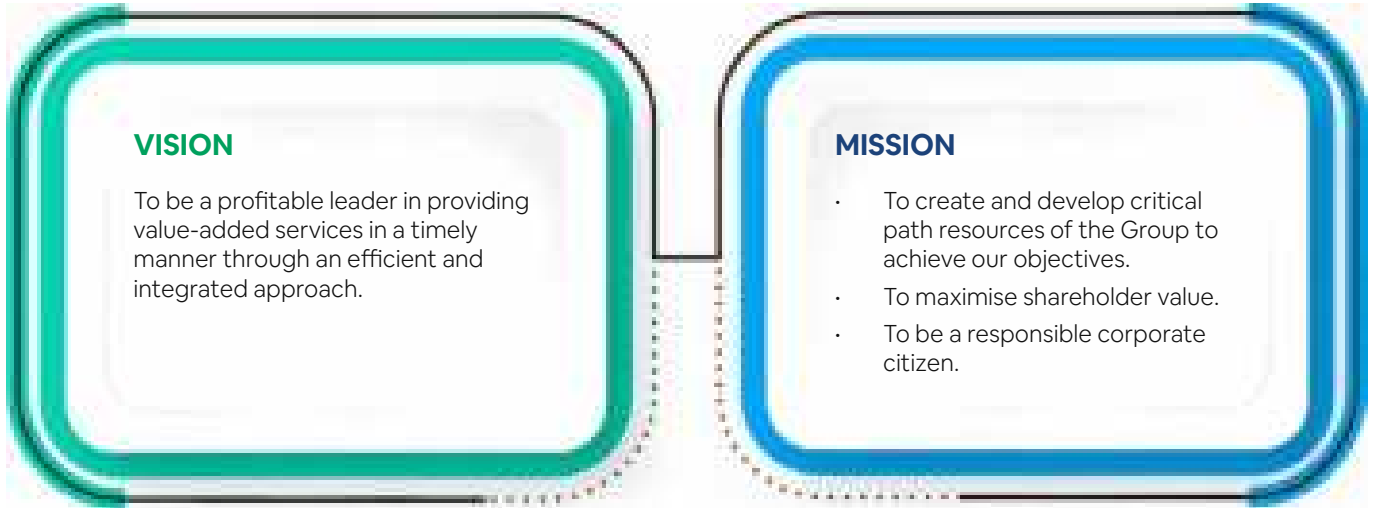 VISION
To be a profitable leader in providing
value-added services in a timely
manner through an efficient and
integrated approach.
MISSION
· To create and develop critical
path resources of the Group to
achieve our objectives.
· To maximise shareholder value.
· To be a responsible corporate
citizen.